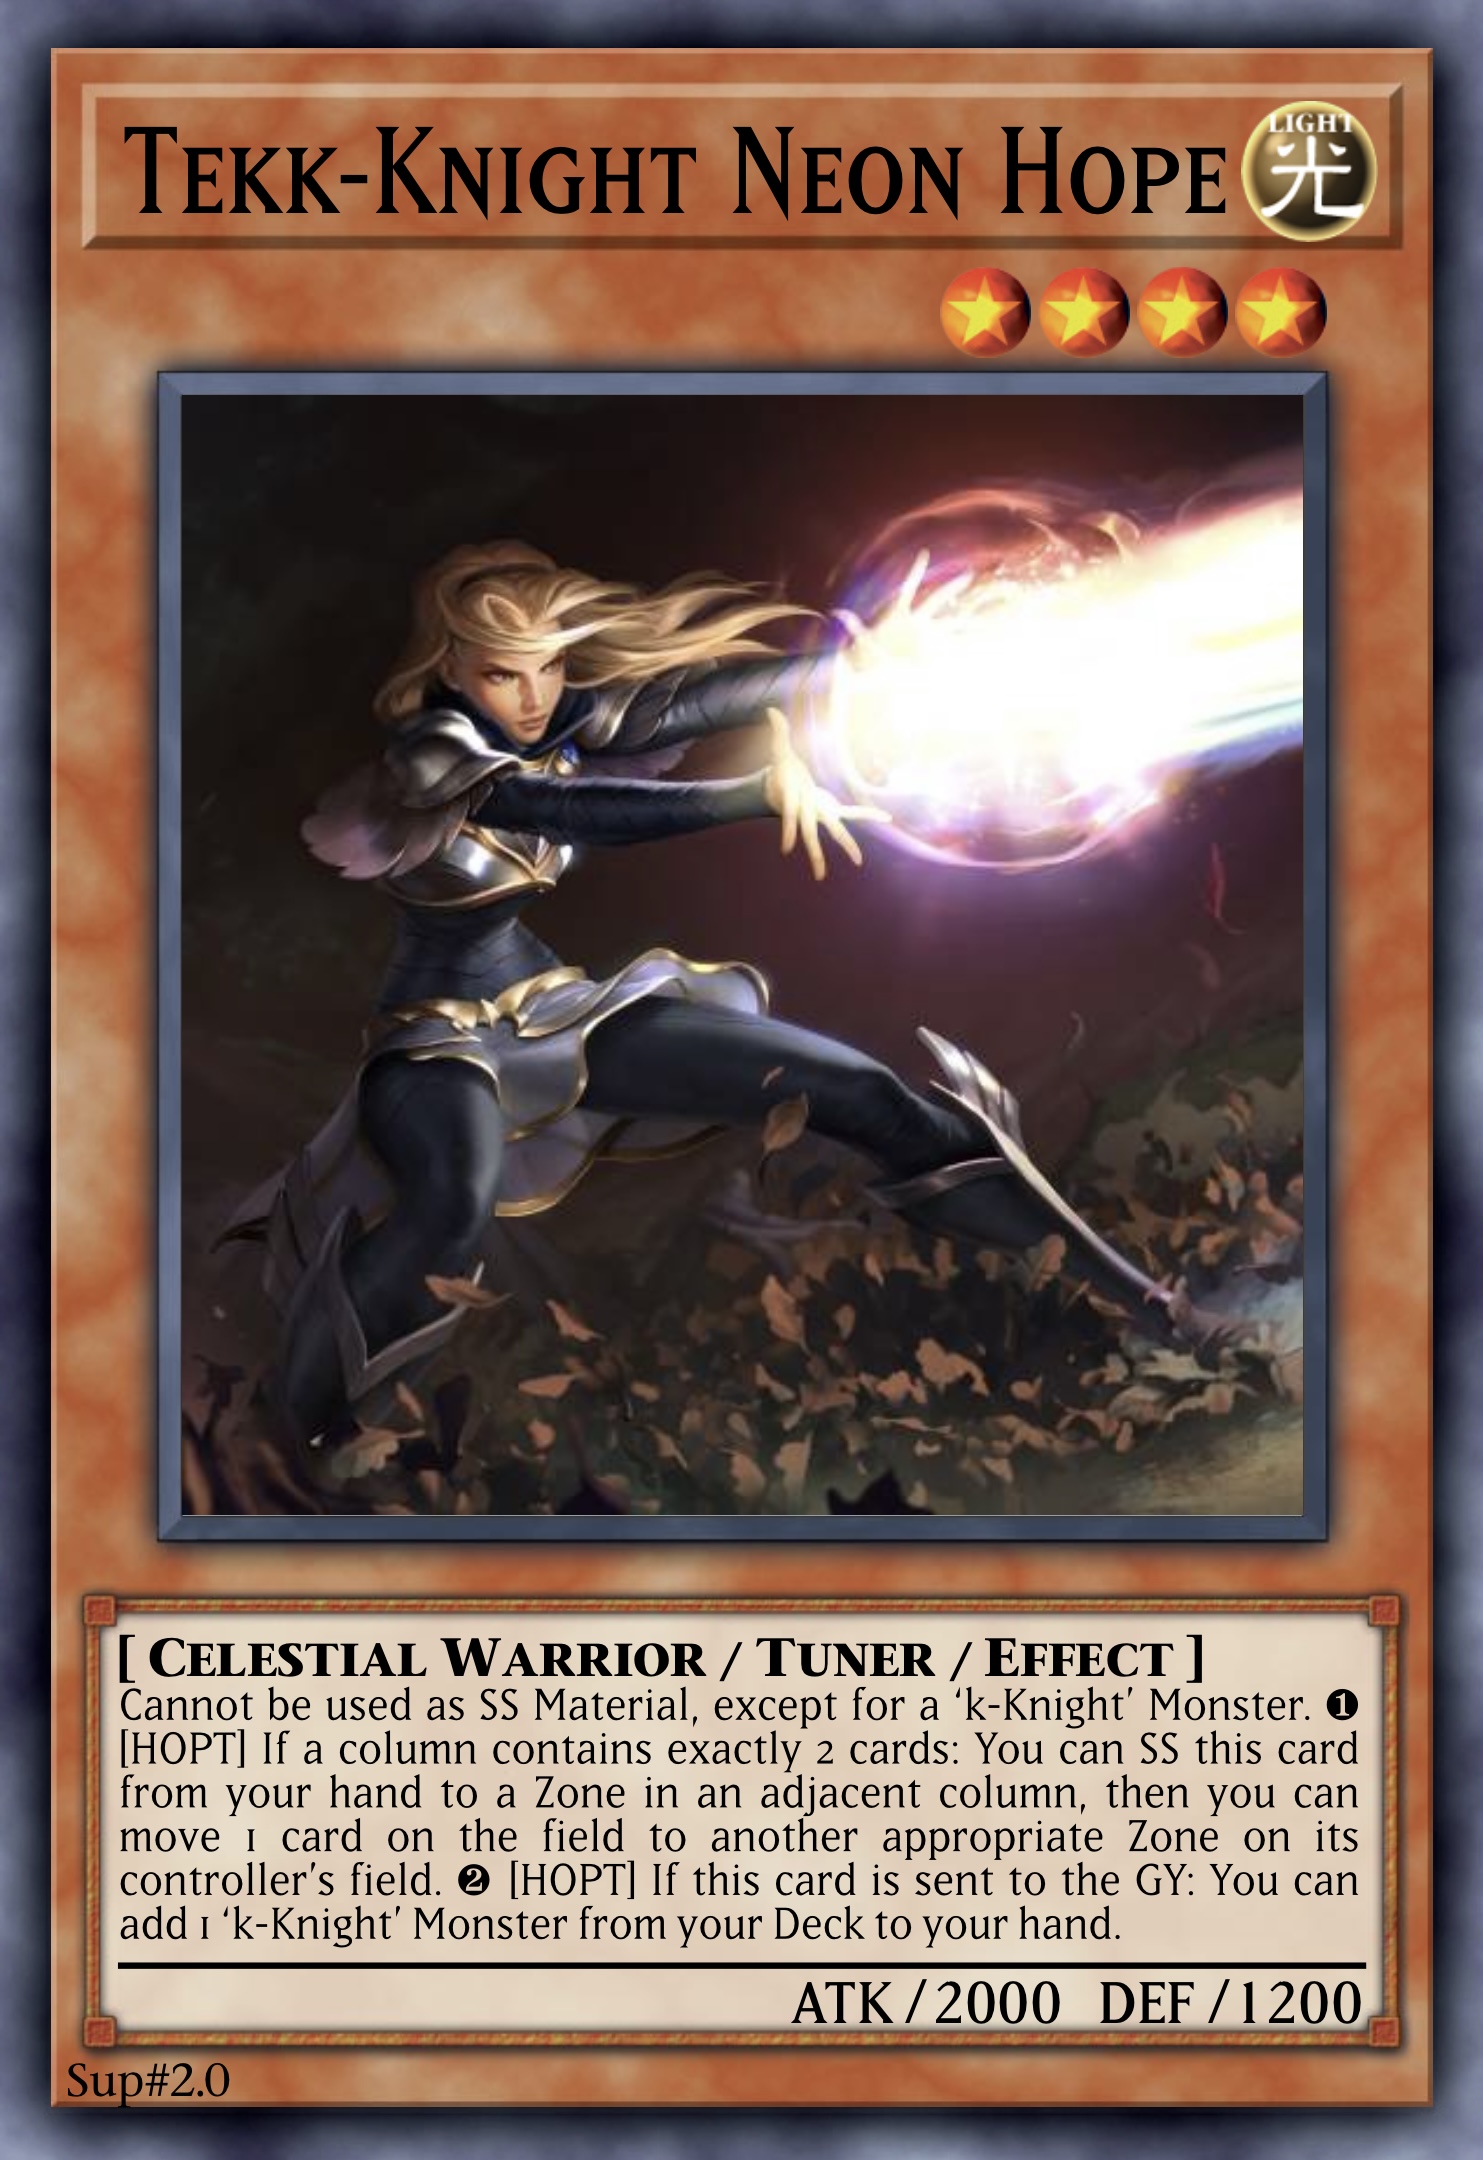 Tekk-Knight Neon Hope
LIGHT
光
[ Celestial Warrior / Tuner / Effect ]
Cannot be used as SS Material, except for a ‘k-Knight’ Monster. ❶
[HOPT] If a column contains exactly 2 cards: You can SS this card
from your hand to a Zone in an adjacent column, then you can
move 1 card on the field to another appropriate Zone on its
controller's field. ❷ [HOPT] If this card is sent to the GY: You can
add 1 ‘k-Knight’ Monster from your Deck to your hand.
ATK/2000 DEF/1200
Sup#2.0